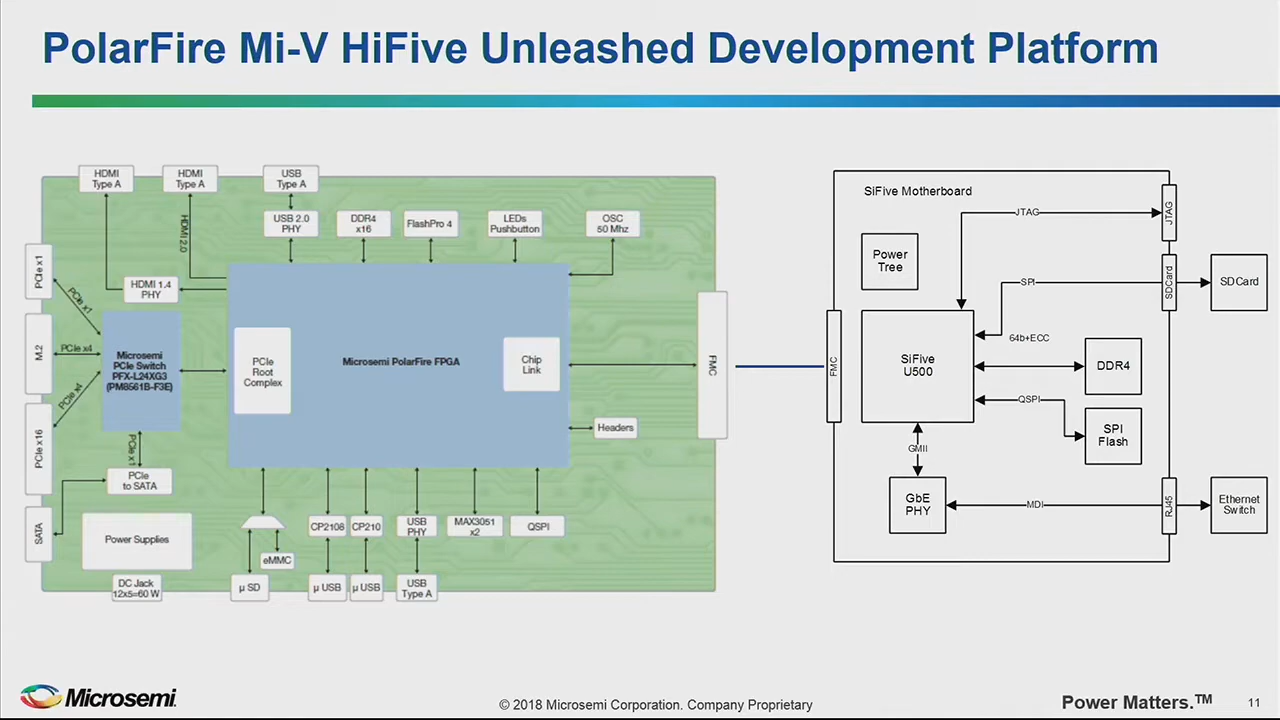 PolarFire Mi-V HiFive Unleashed Development Platform
HDMI
Type A
HDMI
Type A
USB
Type A
HDMI 2.0
USB 2.0
PHY
DDR4
x16
FlashPro 4
LEDs
Pushbutton
OSC
50 Mhz
PCIe x1
PCIe x1
HDMI 1.4
PHY
M.2
PCIe x4
Microsemi
PCIe Switch
PFX-L24XG3
(PM8561B-F3E)
PCIe
Root
Complex
Microsemi PolarFire FPGA
Chip
Link
FMC
PCIe x4
PCIe x16
PCIe x1
Headers
PCIe
to SATA
SATA
Power Supplies
DC Jack
12x5=60 W
eMMC
µ SD
CP2108
CP210
USB
PHY
MAX3051
x2
QSPI
µ USB
µ USB
USB
Type A
SiFive Motherboard
JTAG
JTAG
Power
Tree
SPI
SDCard
SDCard
64b+ECC
FMC
SiFive
U500
DDR4
QSPI
SPI
Flash
GMII
GbE
PHY
MDI
RJ45
Ethernet
Switch
Microsemi.
© 2018 Microsemi Corporation. Company Proprietary
Power Matters.™
11